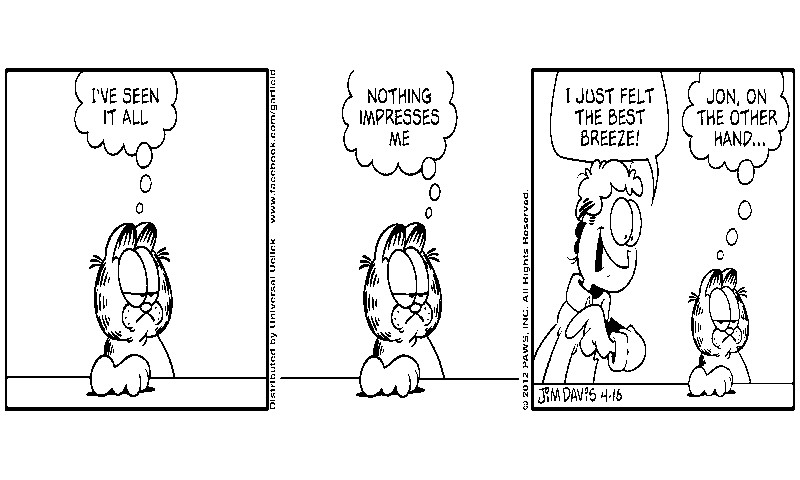 I'VE SEEN
IT ALL
Distributed by Universal Uclick www.facebook.com/garfield
NOTHING
IMPRESSES
ME
© 2012 PAWS, INC. All Rights Reserved.
I JUST FELT
THE BEST
BREEZE!
JON, ON
THE OTHER
HAND...
JIM DAVIS 4-18